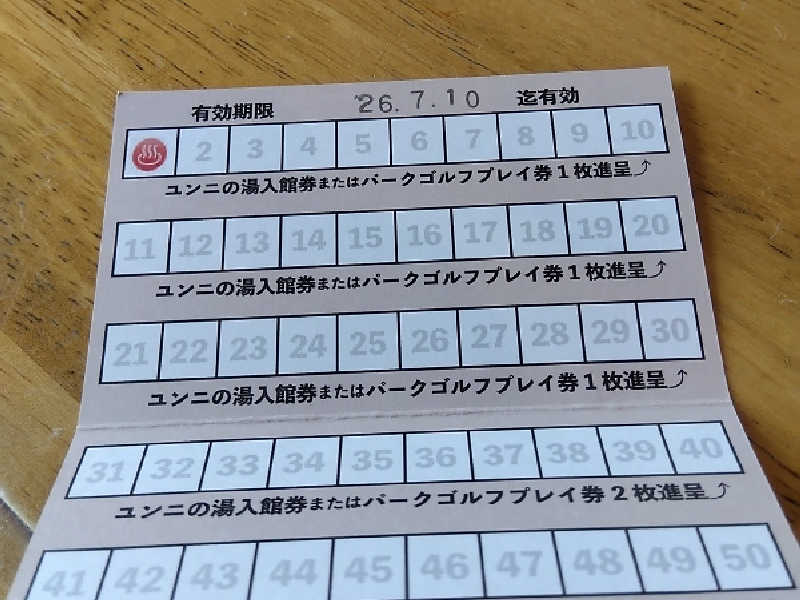 有効期限 '26.7.10 迄有効
2 3 4 5 6 7 8 9 10
ユンニの湯入館券またはパークゴルフプレイ券1枚進呈
11 12 13 14 15 16 17 18 19 20
ユンニの湯入館券またはパークゴルフプレイ券1枚進呈
21 22 23 24 25 26 27 28 29 30
ユンニの湯入館券またはパークゴルフプレイ券1枚進呈
31 32 33 34 35 36 37 38 39 40
ユンニの湯入館券またはパークゴルフプレイ券2枚進呈
41 42 43 44 45 46 47 48 49 50